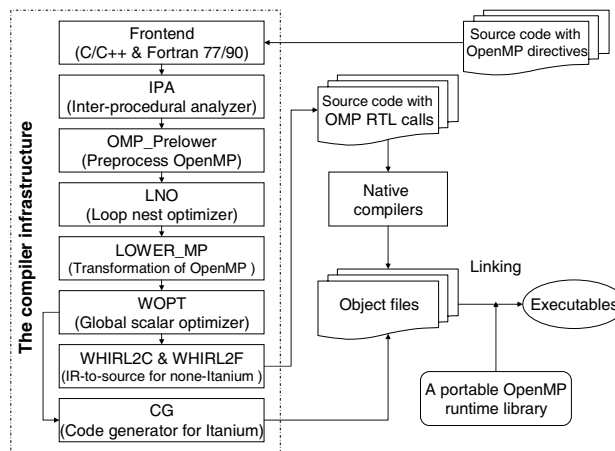 The compiler infrastructure
Frontend
(C/C++ & Fortran 77/90)
IPA
(Inter-procedural analyzer)
OMP_Prelower
(Preprocess OpenMP)
LNO
(Loop nest optimizer)
LOWER_MP
(Transformation of OpenMP )
WOPT
(Global scalar optimizer)
WHIRL2C & WHIRL2F
(IR-to-source for none-Itanium )
CG
(Code generator for Itanium)
Source code with
OpenMP directives
Source code with
OMP RTL calls
Native
compilers
Object files
Linking
Executables
A portable OpenMP
runtime library